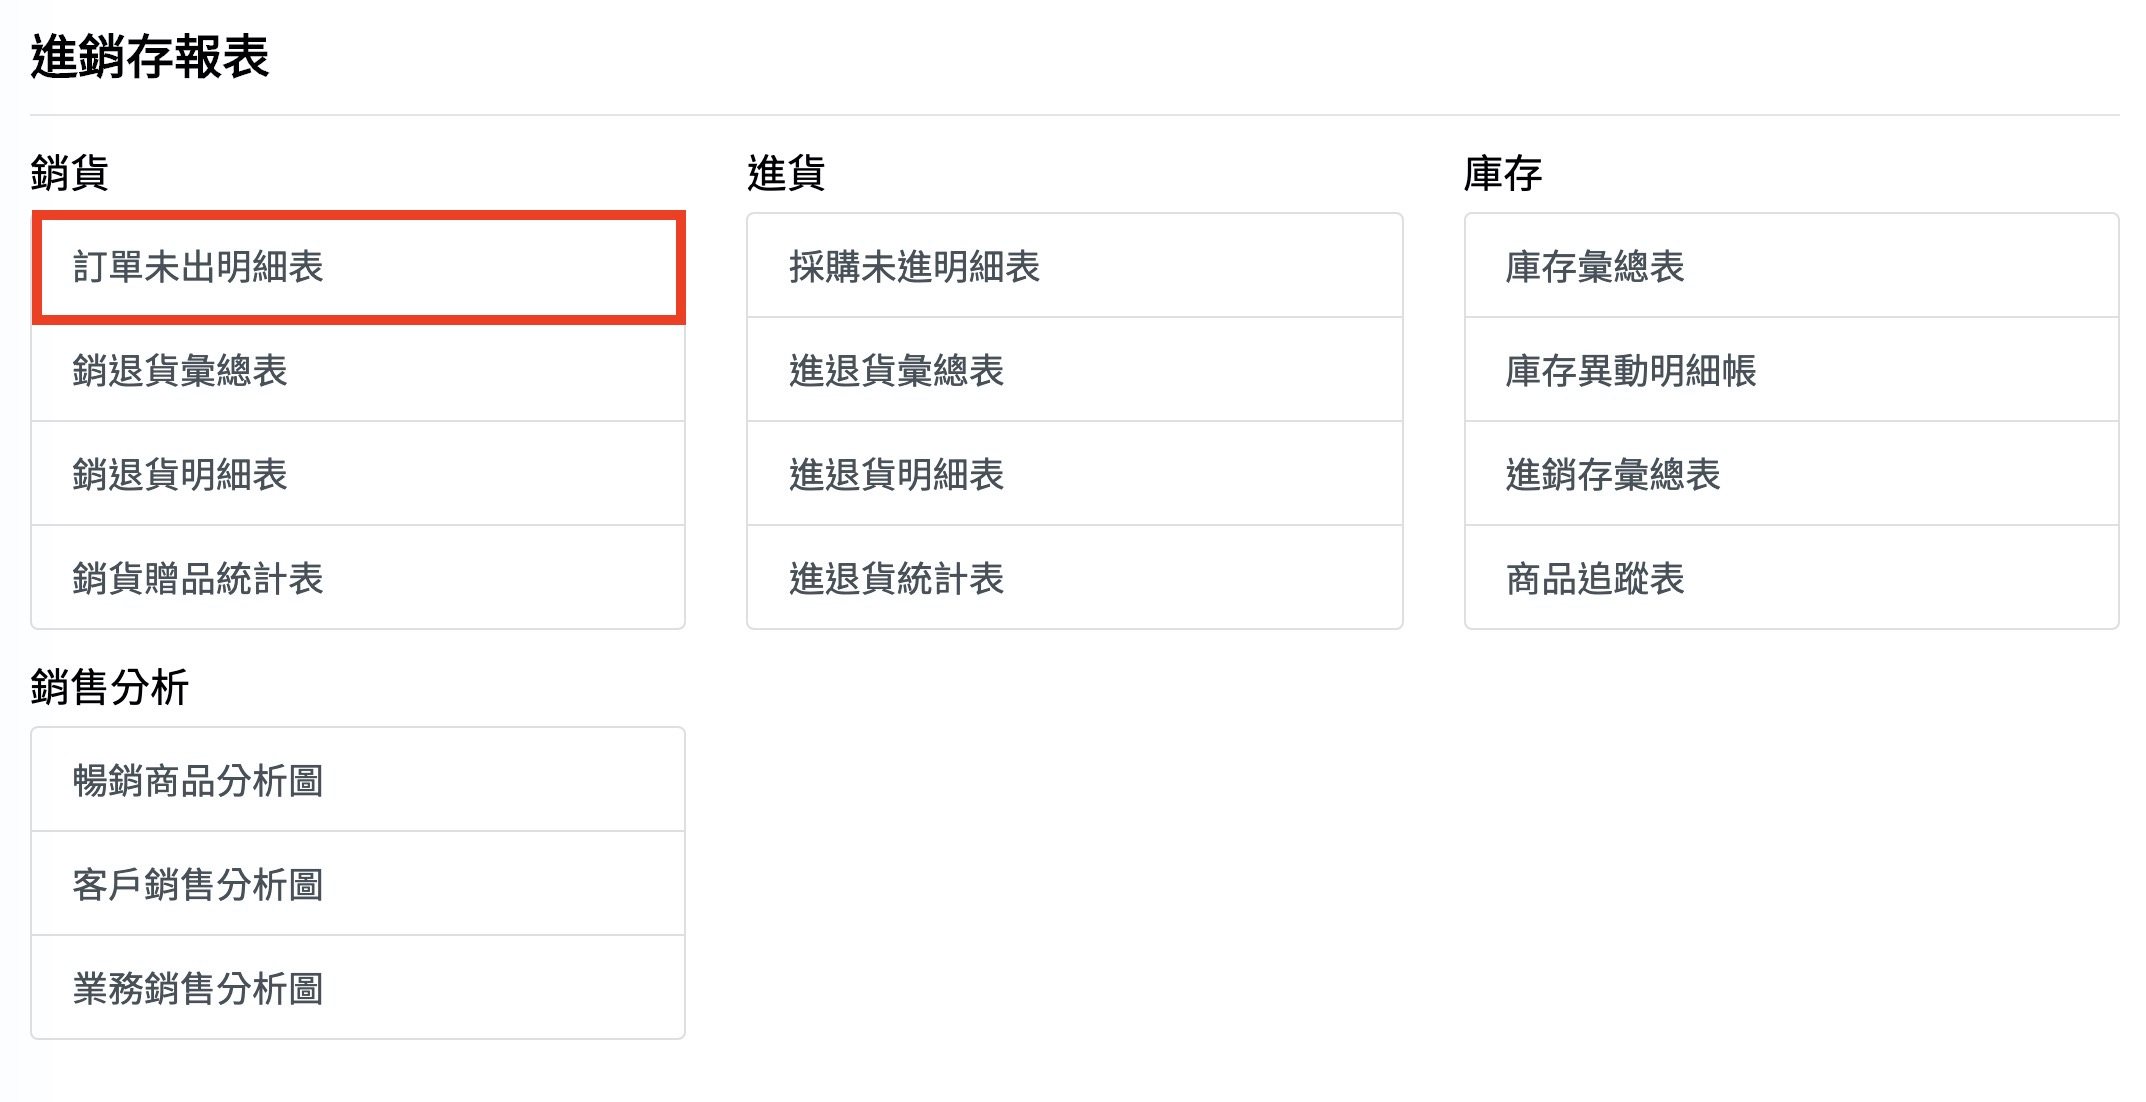 進銷存報表
銷貨
訂單未出明細表
銷退貨彙總表
銷退貨明細表
銷貨贈品統計表
進貨
採購未進明細表
進退貨彙總表
進退貨明細表
進退貨統計表
庫存
庫存彙總表
庫存異動明細帳
進銷存彙總表
商品追蹤表
銷售分析
暢銷商品分析圖
客戶銷售分析圖
業務銷售分析圖